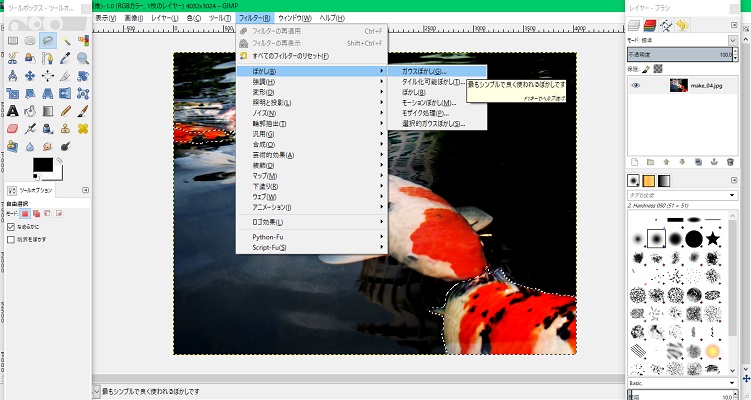 ツールボックス - ツールオ...
像)-1.0 (RGBカラー, 1枚のレイヤー) 4032x3024 – GIMP
レイヤー - ブラシ
表示(V) 画像(I) レイヤー(L) 色(C) ツール(T) フィルター(R) ウィンドウ(W) ヘルプ(H)
フィルターの再適用 Ctrl+F
フィルターの再表示 Shift+Ctrl+F
すべてのフィルターのリセット(F)
ぼかし(B)
強調(H)
変形(D)
照明と投影(L)
ノイズ(N)
輪郭抽出(T)
汎用(G)
合成(O)
芸術的効果(A)
装飾(D)
マップ(M)
下塗り(R)
ウェブ(W)
アニメーション(I)
ロゴ効果(L)
Python-Fu
Script-Fu(S)
ガウスぼかし(G)...
タイル化可能ぼかし(T)...
ぼかし(B)
モーションぼかし(M)...
モザイク処理(P)...
選択的ガウスぼかし(S)...
最もシンプルで良く使われるぼかしです
F1キーでヘルプ表示
ツールオプション
自由選択
モード:
なめらかに
境界をぼかす
モード: 標準
不透明度 100.0
保護:
make_04.jpg
タグで検索
2. Hardness 050 (51 × 51)
Basic
間隔 10.0
2500
4000
最もシンプルで良く使われるぼかしです